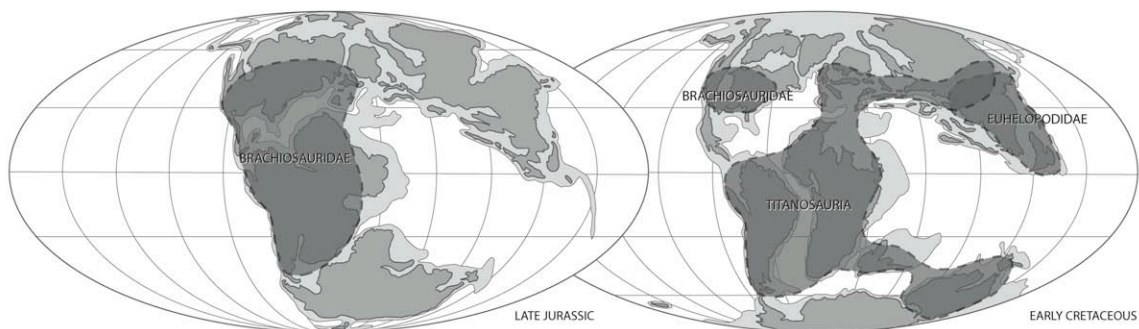 BRACHIOSAURIDAE
LATE JURASSIC
BRACHIOSAURIDAE
EUHELOPODIDAE
TITANOSAURIA
EARLY CRETACEOUS